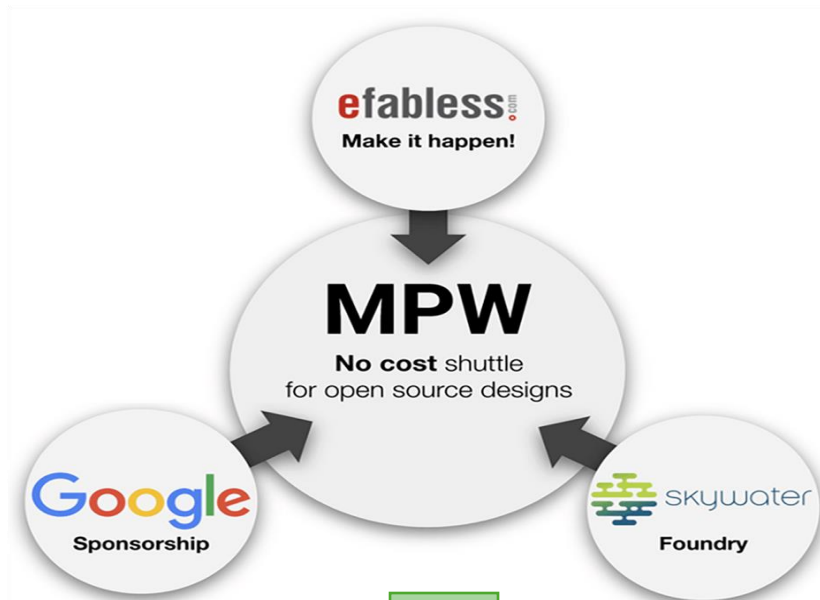 efabless.com
Make it happen!
MPW
No cost shuttle
for open source designs
Google
Sponsorship
skywater
Foundry